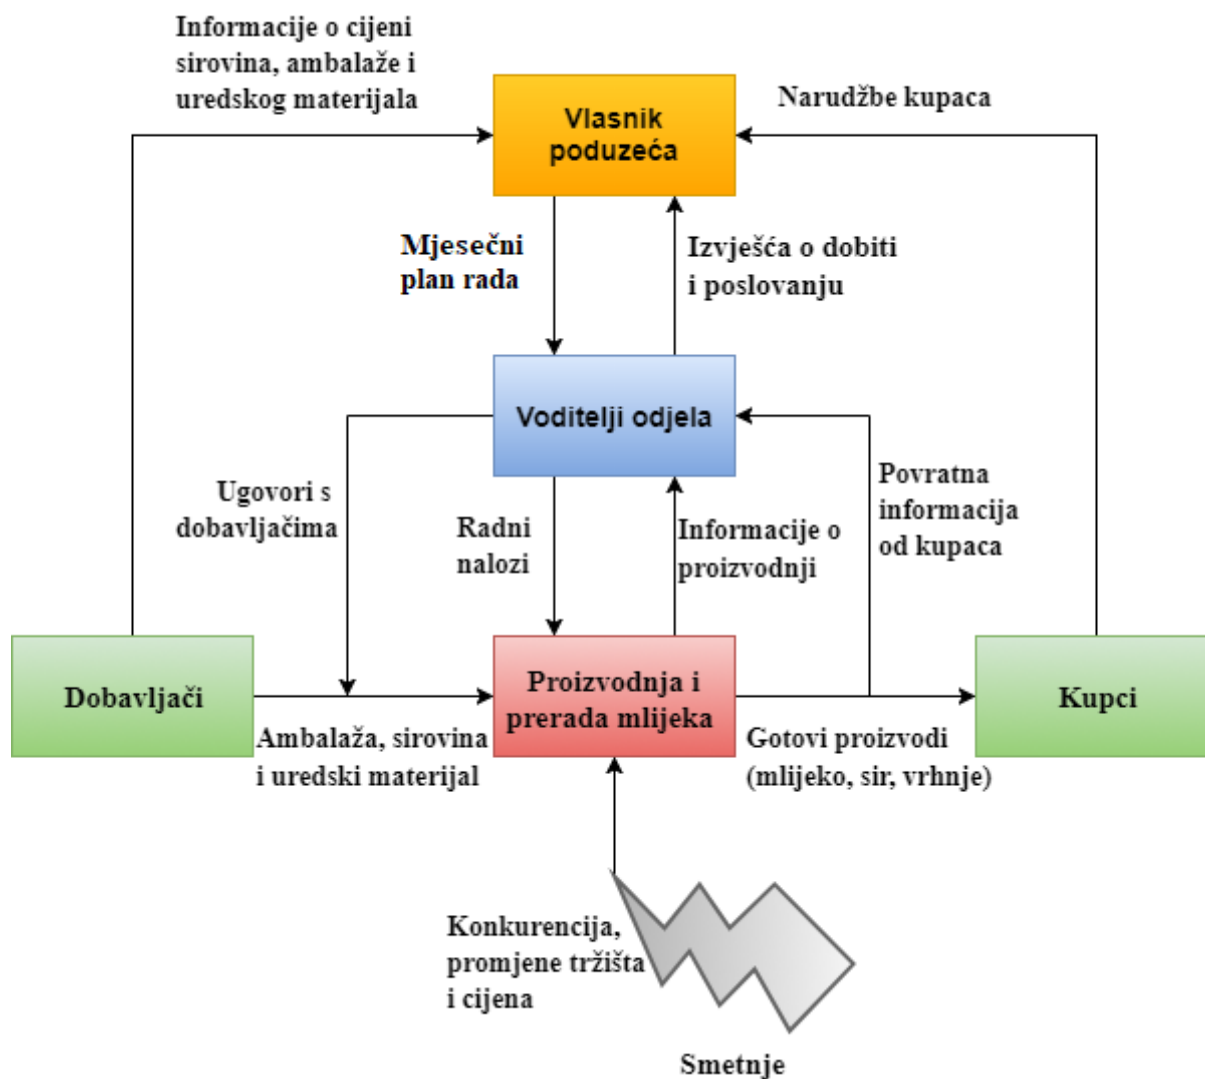 Informacije o cijeni
sirovina, ambalaže i
uredskog materijala
Narudžbe kupaca
Vlasnik
poduzeća
Mjesečni
plan rada
Izvješća o dobiti
i poslovanju
Voditelji odjela
Ugovori s
dobavljačima
Radni
nalozi
Informacije o
proizvodnji
Povratna
informacija
od kupaca
Dobavljači
Proizvodnja i
prerada mlijeka
Kupci
Ambalaža, sirovina
i uredski materijal
Gotovi proizvodi
(mlijeko, sir, vrhnje)
Konkurencija,
promjene tržišta
i cijena
Smetnje